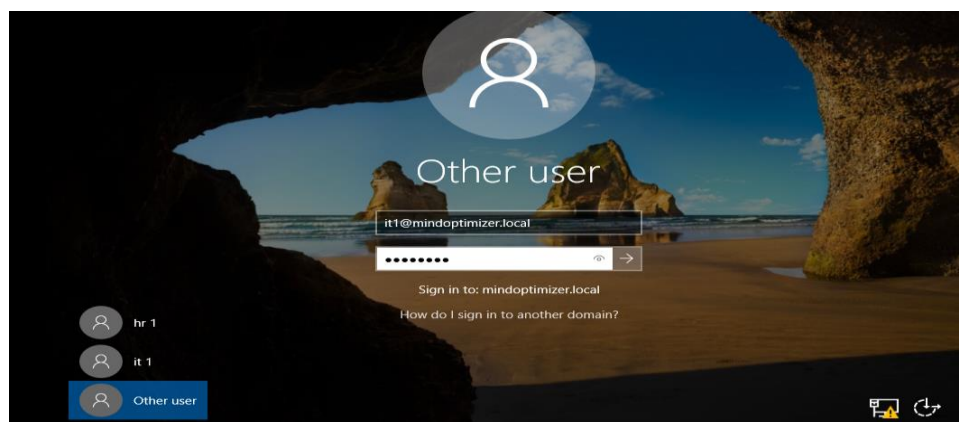 Other user
it1@mindoptimizer.local
Sign in to: mindoptimizer.local
How do I sign in to another domain?
hr 1
it 1
Other user